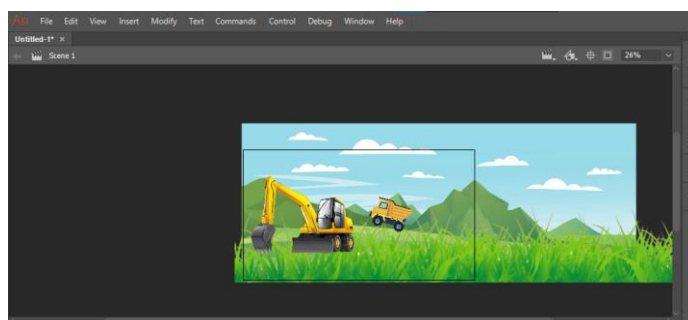 An File Edit View Insert Modify Text Commands Control Debug Window Help
Untitled-1* ×
Scene 1 26%